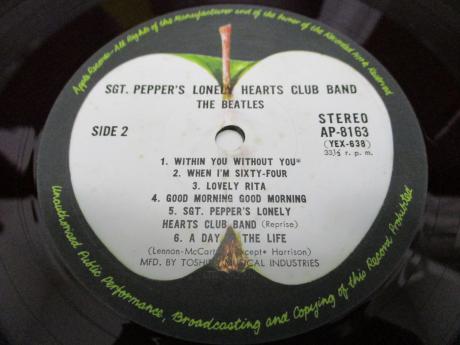 Apple Records-All Rights of the Manufacturer and of the owner of the Recorded Work Reserved
SGT. PEPPER'S LONELY HEARTS CLUB BAND
THE BEATLES
SIDE 2
STEREO
AP-8163
(YEX-638)
33⅓ r. p. m.
1. WITHIN YOU WITHOUT YOU*
2. WHEN I'M SIXTY-FOUR
3. LOVELY RITA
4. GOOD MORNING GOOD MORNING
5. SGT. PEPPER'S LONELY
HEARTS CLUB BAND (Reprise)
6. A DAY THE LIFE
(Lennon-McCart except* Harrison)
MFD. BY TOSHIBA MUSICAL INDUSTRIES
Unauthorised Public Performance, Broadcasting and Copying of this Record Prohibited